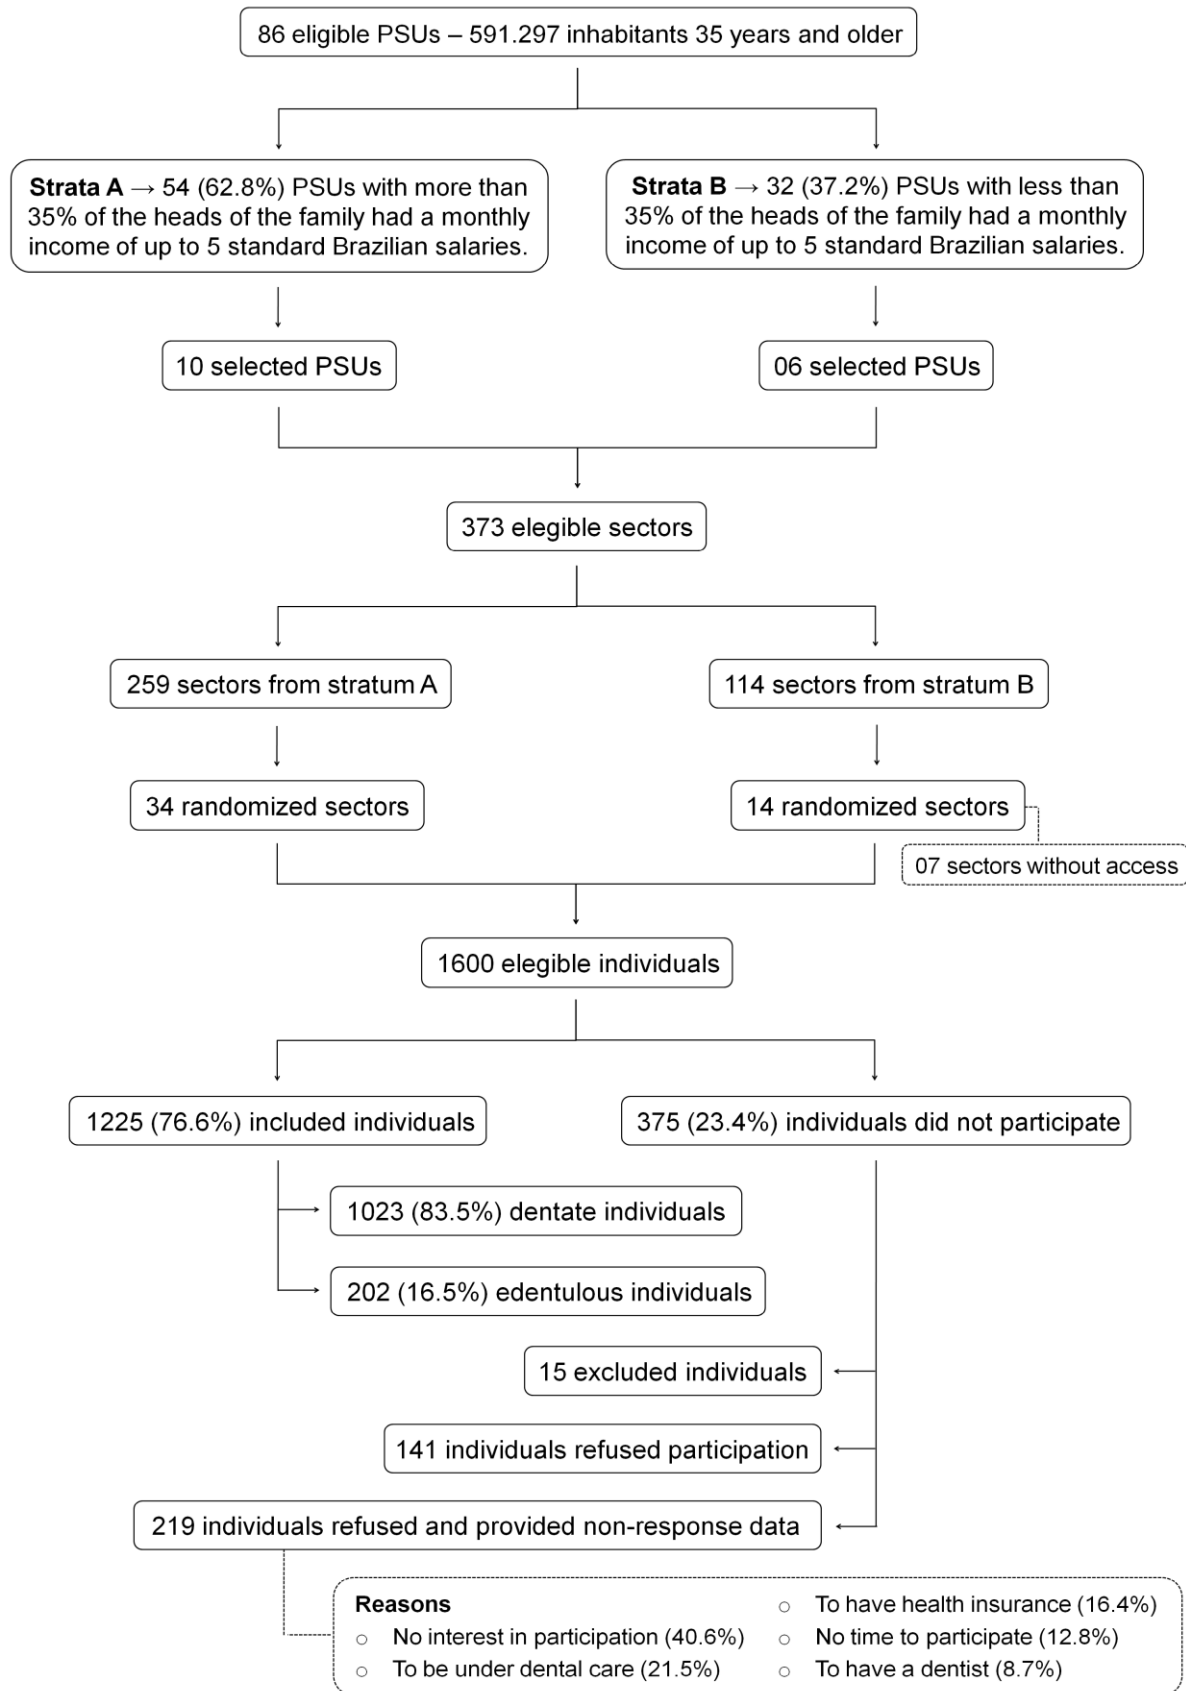 86 eligible PSUs – 591.297 inhabitants 35 years and older
Strata A → 54 (62.8%) PSUs with more than
35% of the heads of the family had a monthly
income of up to 5 standard Brazilian salaries.
Strata B → 32 (37.2%) PSUs with less than
35% of the heads of the family had a monthly
income of up to 5 standard Brazilian salaries.
10 selected PSUs
06 selected PSUs
373 elegible sectors
259 sectors from stratum A
114 sectors from stratum B
34 randomized sectors
14 randomized sectors
07 sectors without access
1600 elegible individuals
1225 (76.6%) included individuals
375 (23.4%) individuals did not participate
1023 (83.5%) dentate individuals
202 (16.5%) edentulous individuals
15 excluded individuals
141 individuals refused participation
219 individuals refused and provided non-response data
Reasons
○ No interest in participation (40.6%)
○ To be under dental care (21.5%)
○ To have health insurance (16.4%)
○ No time to participate (12.8%)
○ To have a dentist (8.7%)